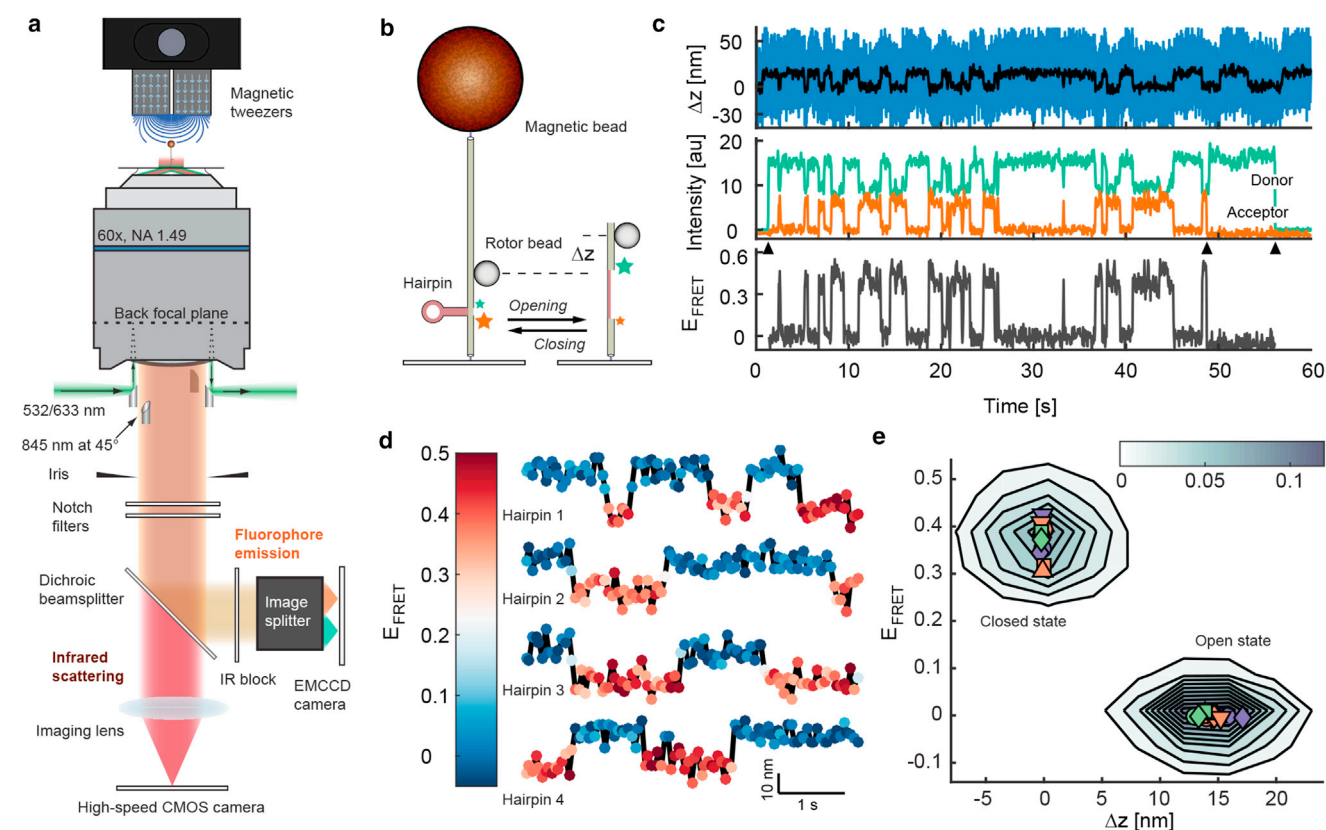 a
Magnetic
tweezers
60x, NA 1.49
Back focal plane
532/633 nm
845 nm at 45°
Iris
Notch
filters
Fluorophore
emission
Dichroic
beamsplitter
Image
splitter
Infrared
scattering
IR block
EMCCD
camera
Imaging lens
High-speed CMOS camera
b
Magnetic bead
Rotor bead
Δz
Hairpin
Opening
Closing
c
Δz [nm]
50
0
-30
Intensity [au]
20
10
0
Donor
Acceptor
E_FRET
0.6
0.3
0
0 10 20 30 40 50 60
Time [s]
d
E_FRET
0.5
0.4
0.3
0.2
0.1
0
Hairpin 1
Hairpin 2
Hairpin 3
Hairpin 4
10 nm
1 s
e
0 0.05 0.1
E_FRET
0.5
0.4
0.3
0.2
0.1
0
-0.1
Closed state
Open state
-5 0 5 10 15 20
Δz [nm]